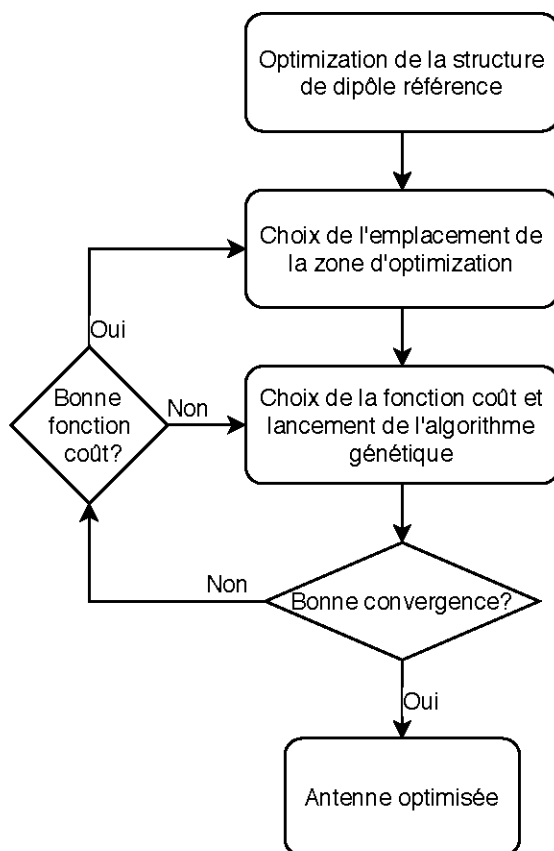 Optimization de la structure
de dipôle référence
Choix de l'emplacement de
la zone d'optimization
Oui
Bonne
fonction
coût?
Non
Choix de la fonction coût et
lancement de l'algorithme
génétique
Non
Bonne convergence?
Oui
Antenne optimisée